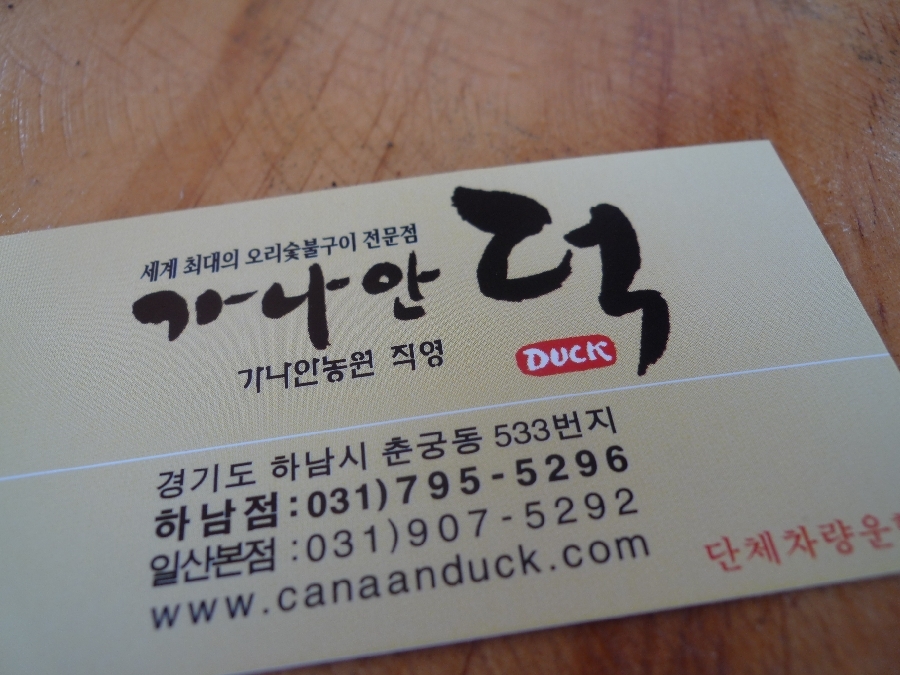 세계 최대의 오리숯불구이 전문점
가나안 덕
DUCK
가나안농원 직영
경기도 하남시 춘궁동 533번지
하남점:031)795-5296
일산본점:031)907-5292
www.canaanduck.com
단체차량운